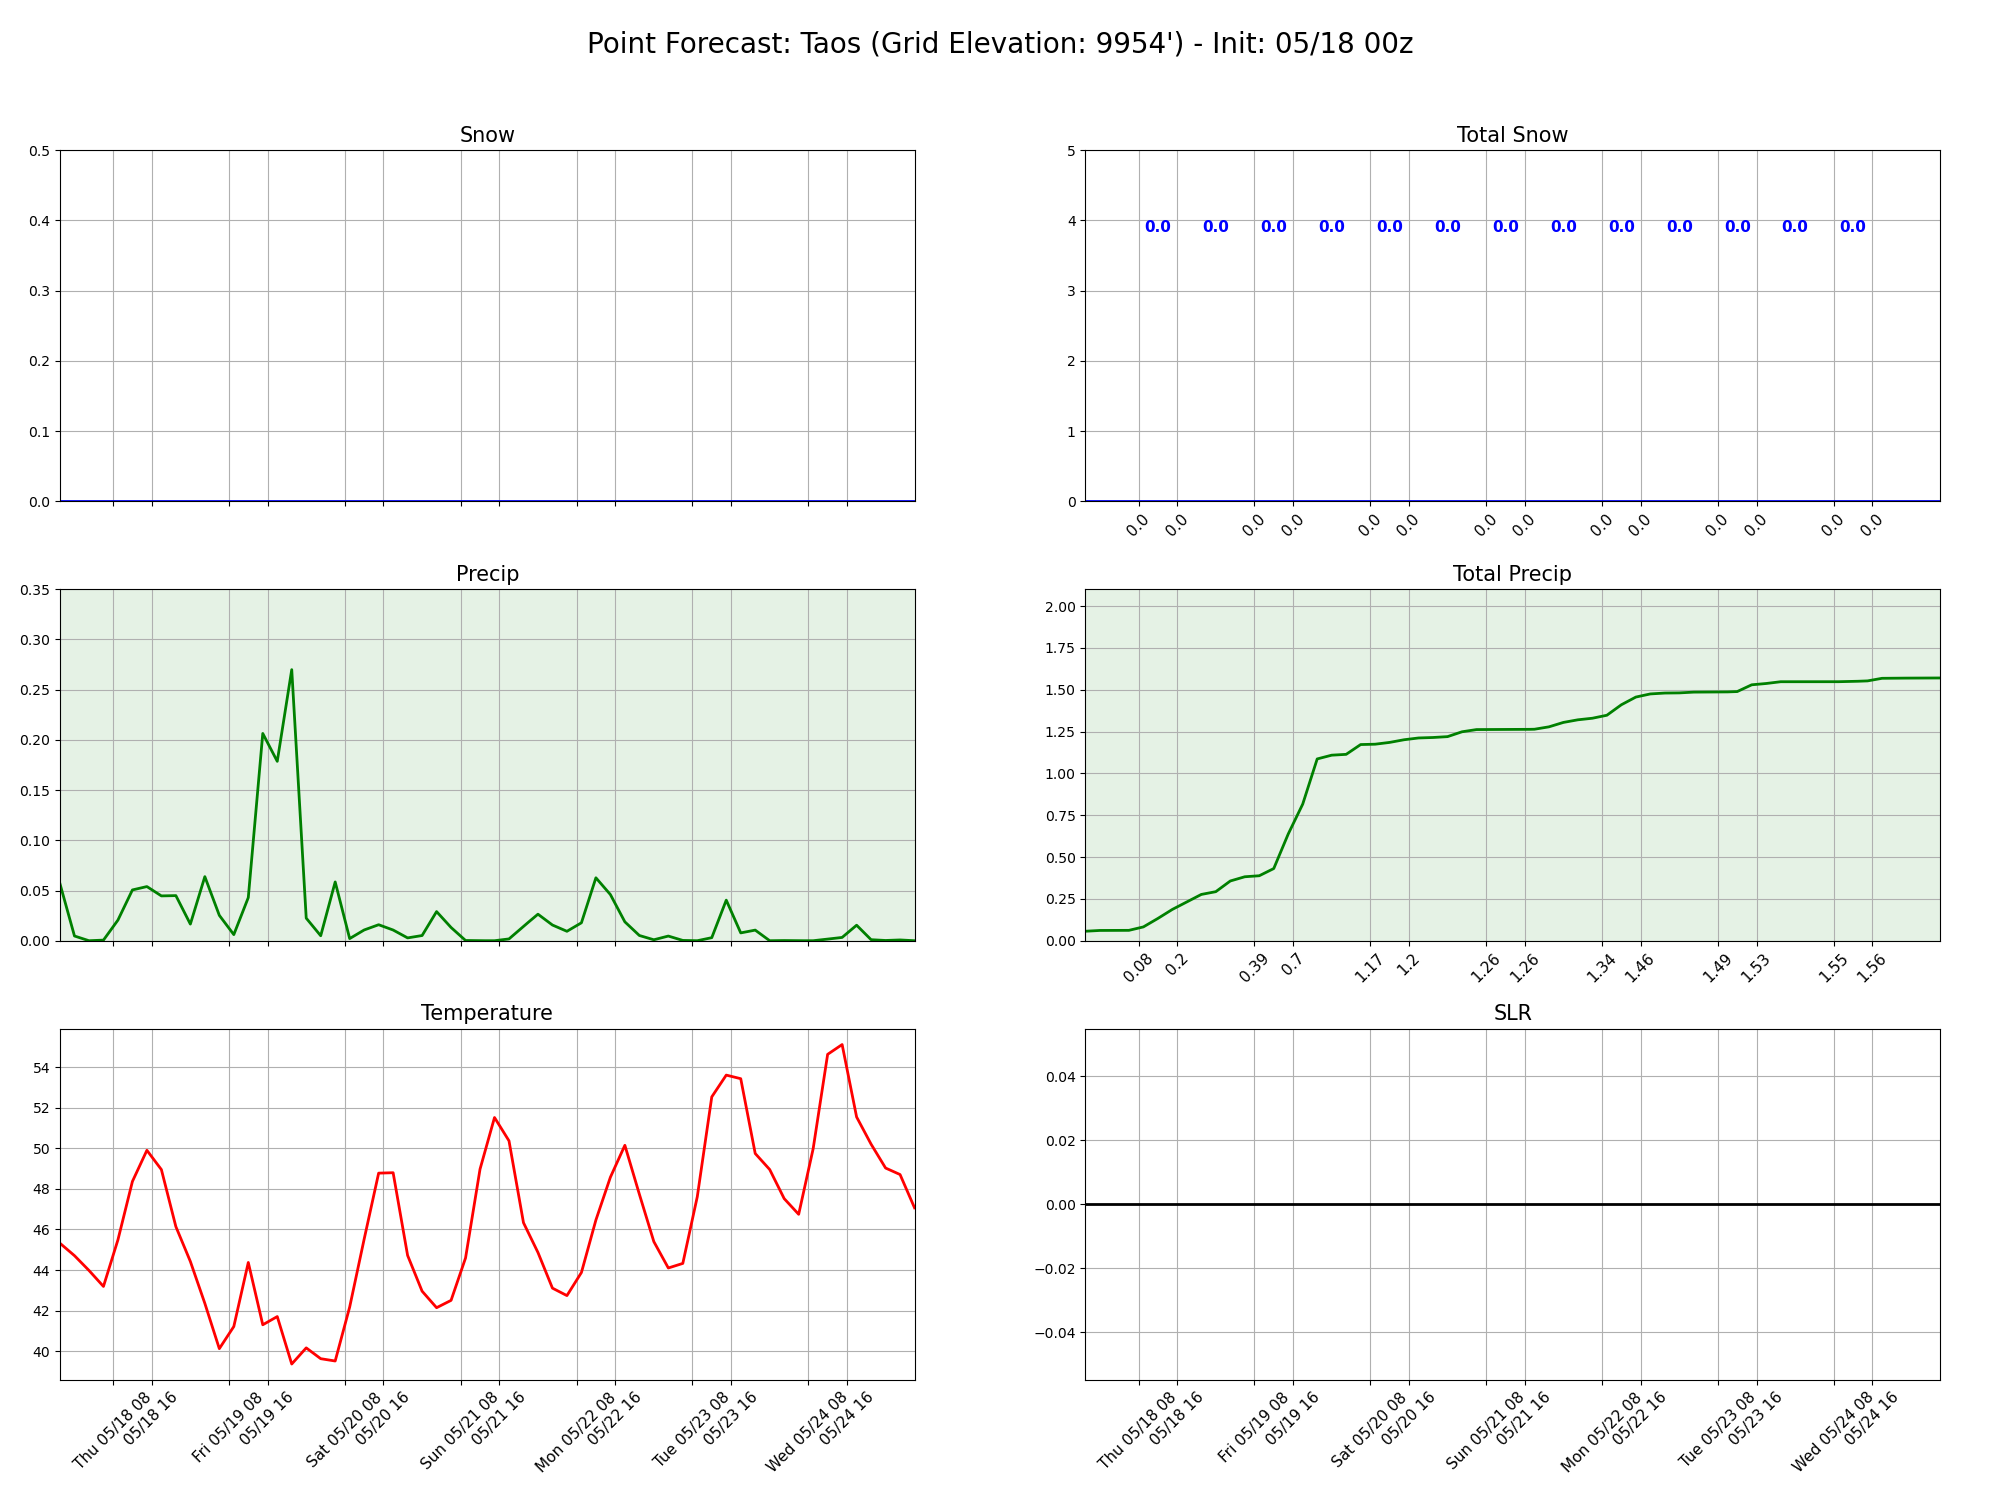 Point Forecast: Taos (Grid Elevation: 9954') - Init: 05/18 00z
Snow
0.5
0.4
0.3
0.2
0.1
0.0
Total Snow
5
4
3
2
1
0
0.0 0.0 0.0 0.0 0.0 0.0 0.0 0.0 0.0 0.0 0.0 0.0 0.0
0.0 0.0 0.0 0.0 0.0 0.0 0.0 0.0 0.0 0.0 0.0 0.0 0.0 0.0
Precip
0.35
0.30
0.25
0.20
0.15
0.10
0.05
0.00
Total Precip
2.00
1.75
1.50
1.25
1.00
0.75
0.50
0.25
0.00
0.08 0.2 0.39 0.7 1.17 1.2 1.26 1.26 1.34 1.46 1.49 1.53 1.55 1.56
Temperature
54
52
50
48
46
44
42
40
Thu 05/18 08
05/18 16
Fri 05/19 08
05/19 16
Sat 05/20 08
05/20 16
Sun 05/21 08
05/21 16
Mon 05/22 08
05/22 16
Tue 05/23 08
05/23 16
Wed 05/24 08
05/24 16
SLR
0.04
0.02
0.00
−0.02
−0.04
Thu 05/18 08
05/18 16
Fri 05/19 08
05/19 16
Sat 05/20 08
05/20 16
Sun 05/21 08
05/21 16
Mon 05/22 08
05/22 16
Tue 05/23 08
05/23 16
Wed 05/24 08
05/24 16